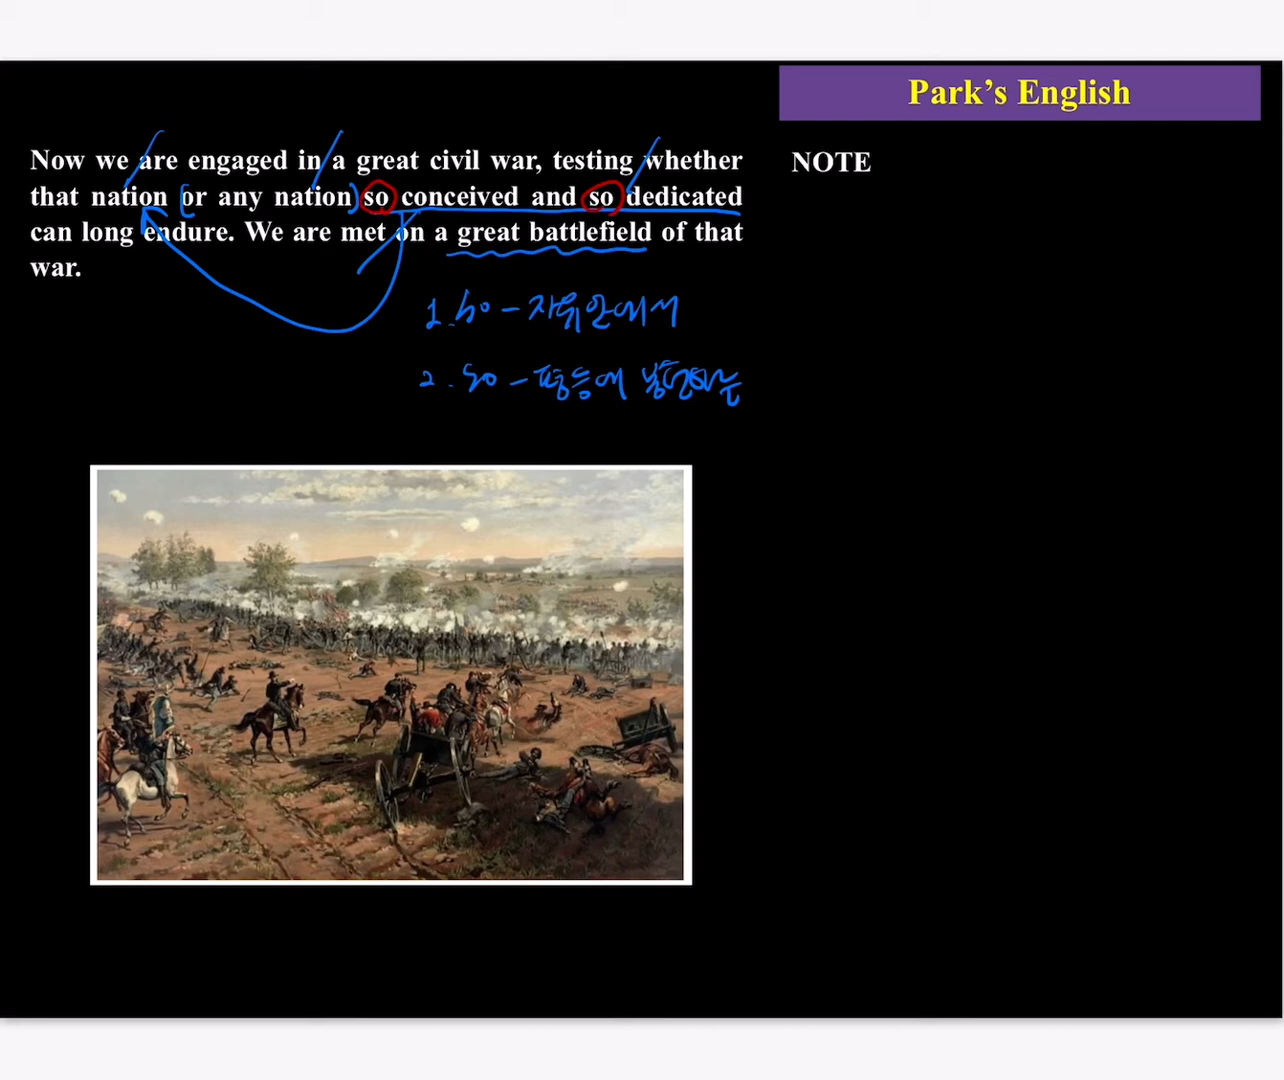 Park's English
Now we are engaged in a great civil war, testing whether
that nation (or any nation) so conceived and so dedicated
can long endure. We are met on a great battlefield of that
war.
NOTE
1. so - 자유 안에서
2. so - 평등에 봉헌하는